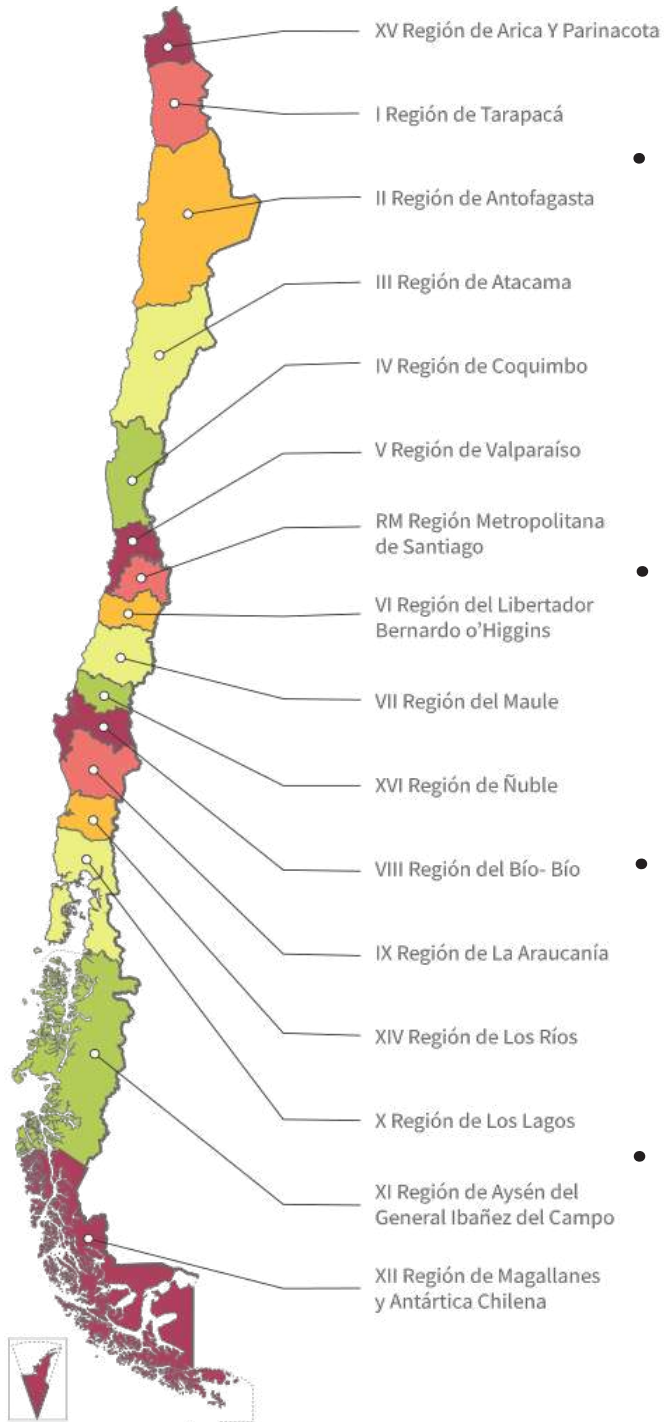 XV Región de Arica Y Parinacota
I Región de Tarapacá
II Región de Antofagasta
III Región de Atacama
IV Región de Coquimbo
V Región de Valparaíso
RM Región Metropolitana
de Santiago
VI Región del Libertador
Bernardo o'Higgins
VII Región del Maule
XVI Región de Ñuble
VIII Región del Bío- Bío
IX Región de La Araucanía
XIV Región de Los Ríos
X Región de Los Lagos
XI Región de Aysén del
General Ibañez del Campo
XII Región de Magallanes
y Antártica Chilena